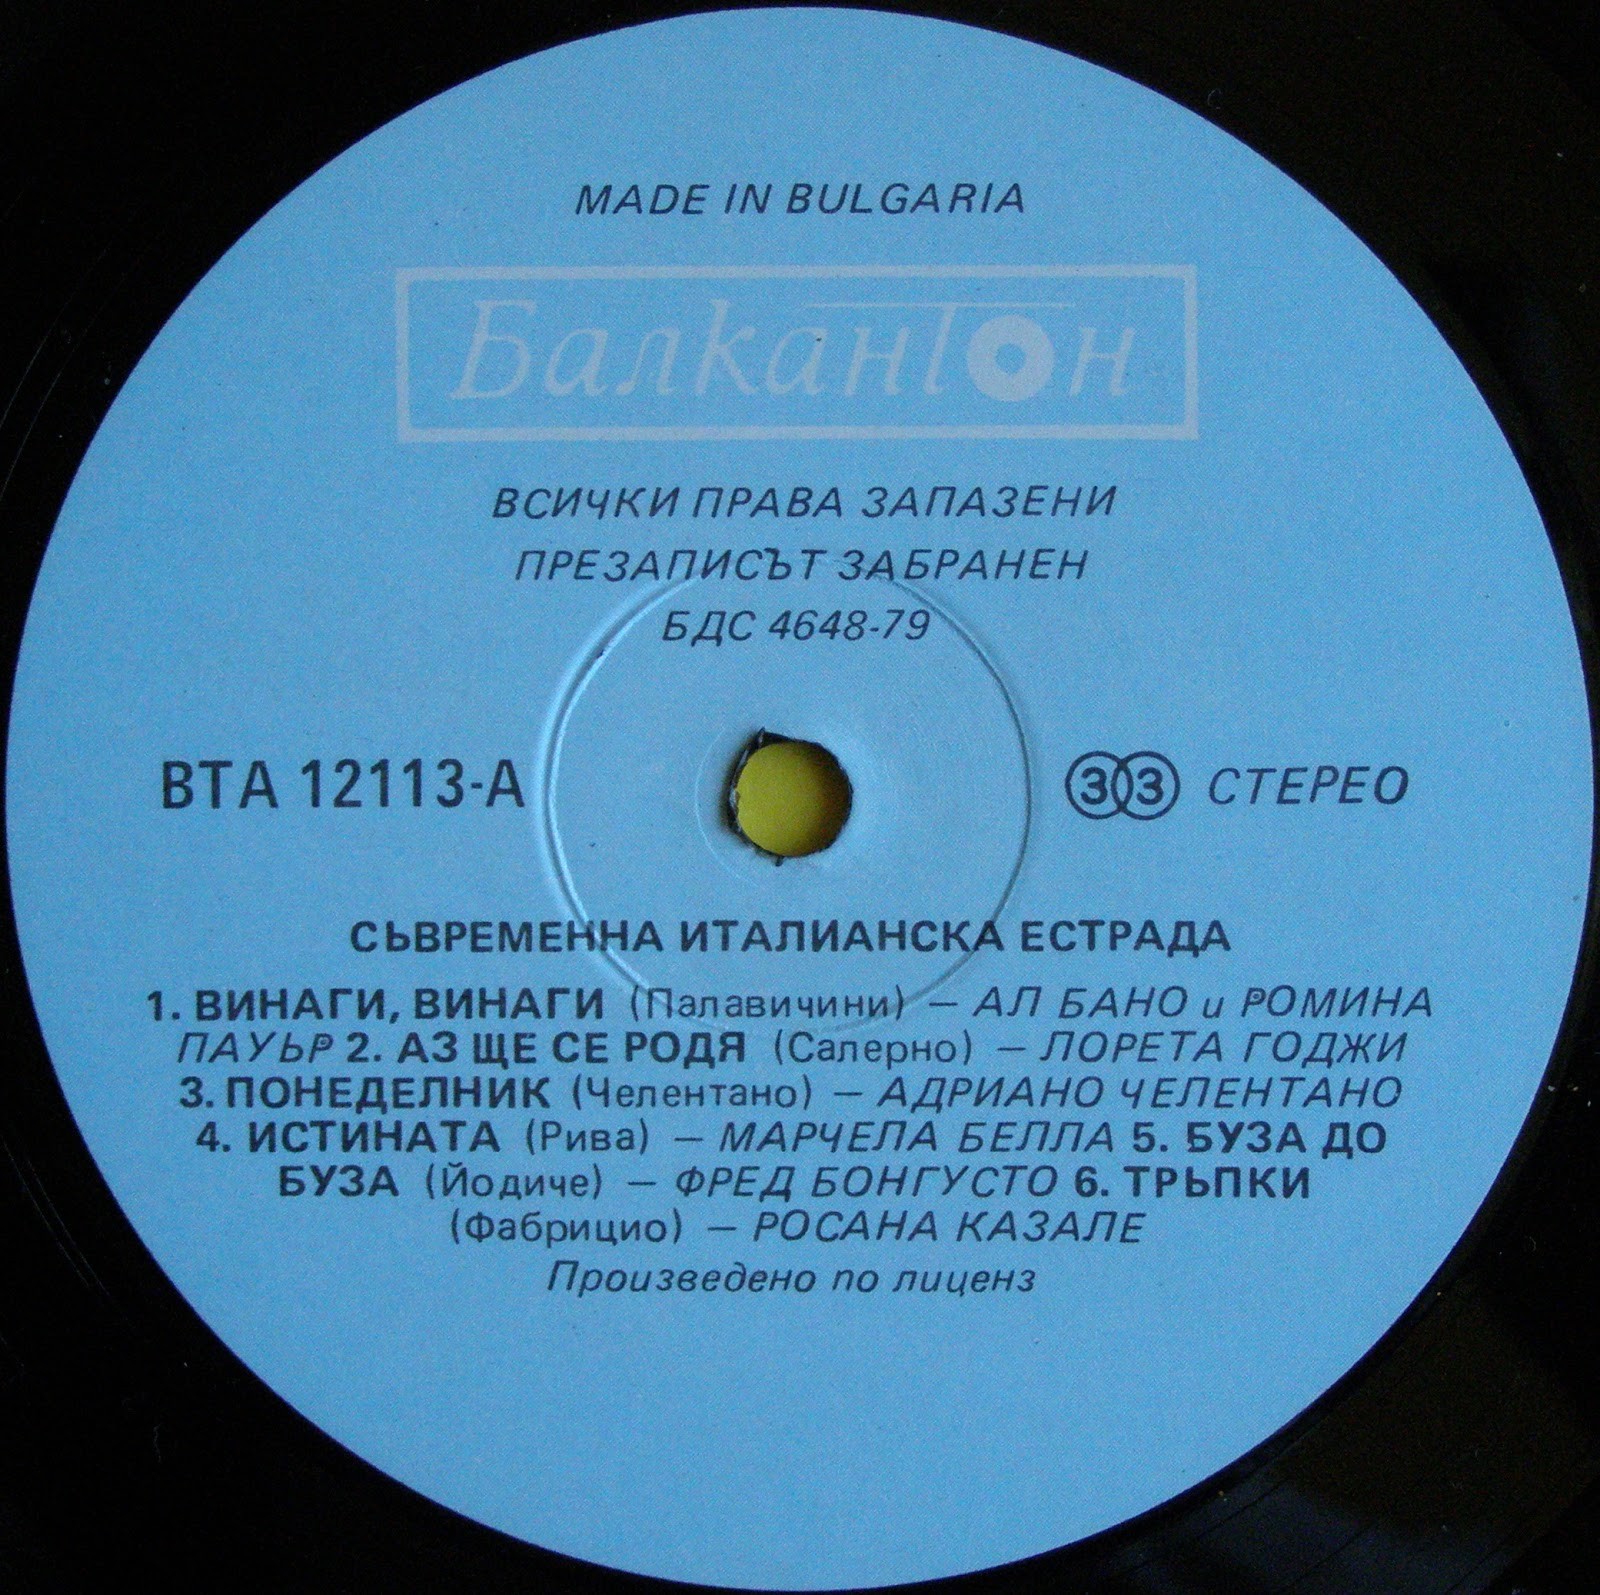 MADE IN BULGARIA
Балкантон
ВСИЧКИ ПРАВА ЗАПАЗЕНИ
ПРЕЗАПИСЪТ ЗАБРАНЕН
БДС 4648-79
ВТА 12113-А
33 СТЕРЕО
СЪВРЕМЕННА ИТАЛИАНСКА ЕСТРАДА
1. ВИНАГИ, ВИНАГИ (Палавичини) — АЛ БАНО и РОМИНА
ПАУЪР 2. АЗ ЩЕ СЕ РОДЯ (Салерно) — ЛОРЕТА ГОДЖИ
3. ПОНЕДЕЛНИК (Челентано) — АДРИАНО ЧЕЛЕНТАНО
4. ИСТИНАТА (Рива) — МАРЧЕЛА БЕЛЛА 5. БУЗА ДО
БУЗА (Йодиче) — ФРЕД БОНГУСТО 6. ТРЪПКИ
(Фабрицио) — РОСАНА КАЗАЛЕ
Произведено по лиценз